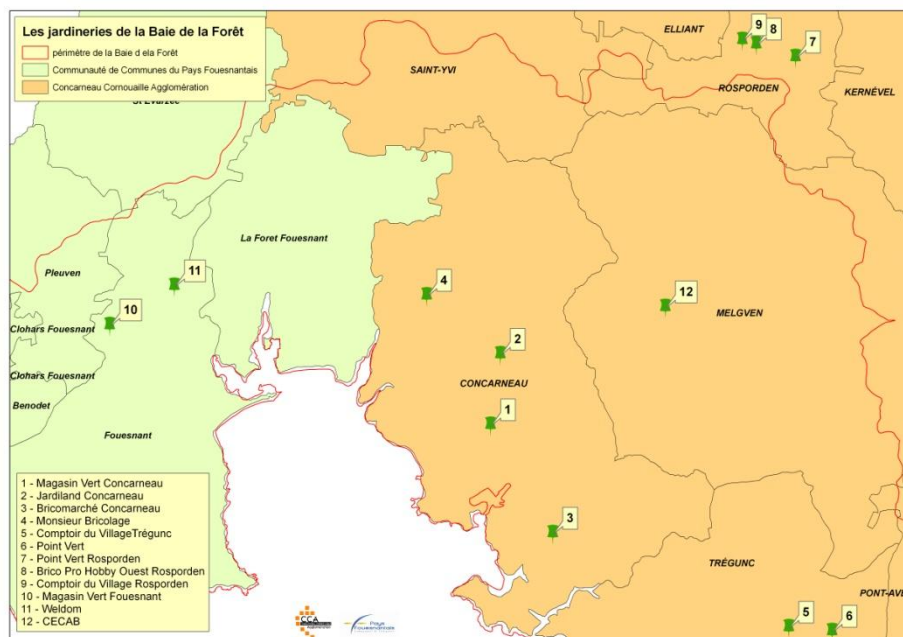 Les jardineries de la Baie de la Forêt
périmètre de la Baie d ela Forêt
Communauté de Communes du Pays Fouesnantais
Concarneau Cornouaille Agglomération
St Evarzec
SAINT-YVI
ELLIANT
9
8
7
ROSPORDEN
KERNÉVEL
La Foret Fouesnant
Pleuven
11
10
4
12
MELGVEN
Clohars Fouesnant
2
Clohars Fouesnant
CONCARNEAU
Benodet
1
Fouesnant
3
TRÉGUNC
PONT-AVE
5
6
1 - Magasin Vert Concarneau
2 - Jardiland Concarneau
3 - Bricomarché Concarneau
4 - Monsieur Bricolage
5 - Comptoir du VillageTrégunc
6 - Point Vert
7 - Point Vert Rosporden
8 - Brico Pro Hobby Ouest Rosporden
9 - Comptoir du Village Rosporden
10 - Magasin Vert Fouesnant
11 - Weldom
12 - CECAB
CCA
Pays
Fouesnantais